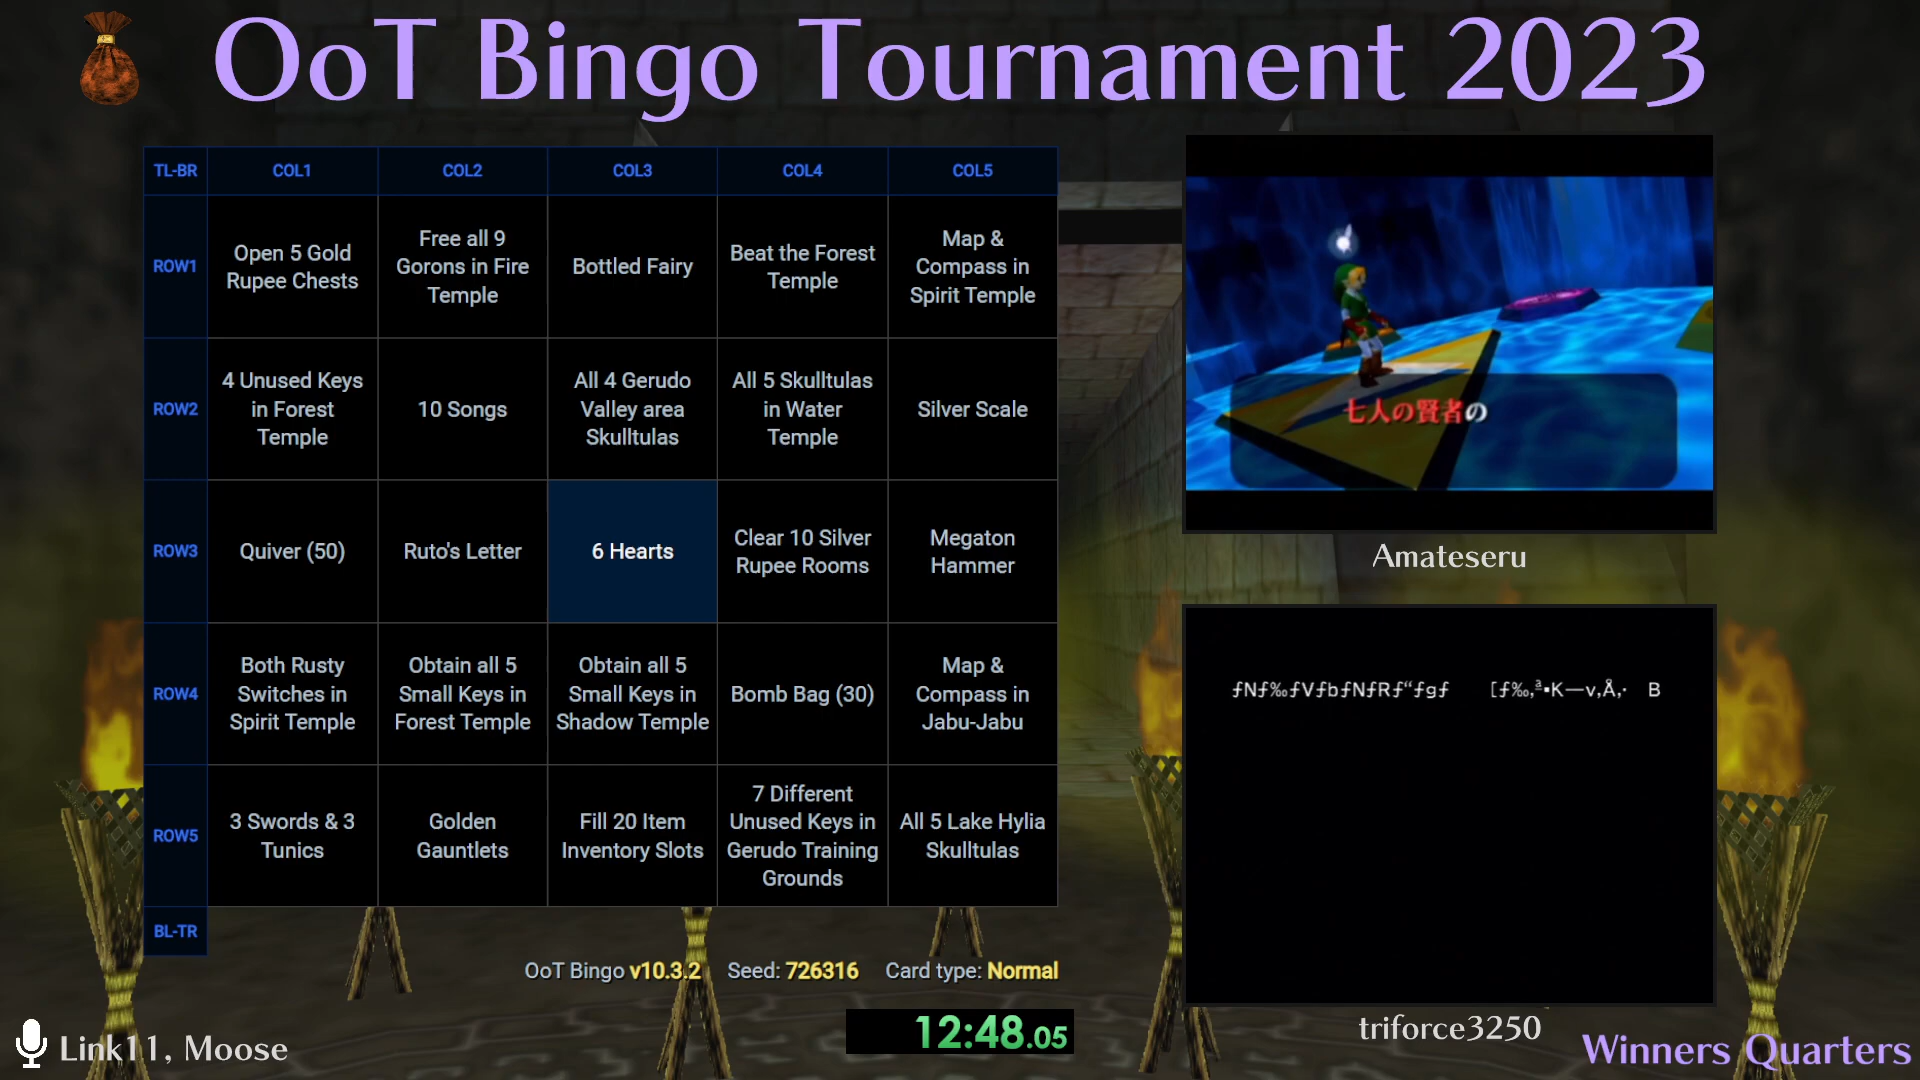 OoT Bingo Tournament 2023
TL-BR COL1 COL2 COL3 COL4 COL5
ROW1
Open 5 Gold
Rupee Chests
Free all 9
Gorons in Fire
Temple
Bottled Fairy
Beat the Forest
Temple
Map &
Compass in
Spirit Temple
ROW2
4 Unused Keys
in Forest
Temple
10 Songs
All 4 Gerudo
Valley area
Skulltulas
All 5 Skulltulas
in Water
Temple
Silver Scale
ROW3
Quiver (50)
Ruto's Letter
6 Hearts
Clear 10 Silver
Rupee Rooms
Megaton
Hammer
ROW4
Both Rusty
Switches in
Spirit Temple
Obtain all 5
Small Keys in
Forest Temple
Obtain all 5
Small Keys in
Shadow Temple
Bomb Bag (30)
Map &
Compass in
Jabu-Jabu
ROW5
3 Swords & 3
Tunics
Golden
Gauntlets
Fill 20 Item
Inventory Slots
7 Different
Unused Keys in
Gerudo Training
Grounds
All 5 Lake Hylia
Skulltulas
BL-TR
OoT Bingo v10.3.2 Seed: 726316 Card type: Normal
12:48.05
Link11, Moose
七人の賢者の
Amateseru
ƒNƒ‰ƒVƒbƒNƒRƒ“ƒgƒ [ƒ‰‚ª•K—v‚Å‚· B
triforce3250
Winners Quarters